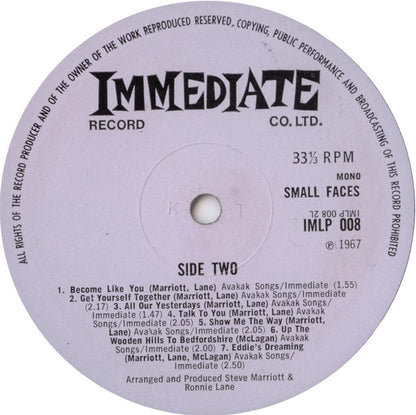 ALL RIGHTS OF THE RECORD PRODUCER AND OF THE OWNER OF THE WORK REPRODUCED RESERVED. COPYING, PUBLIC PERFORMANCE AND BROADCASTING OF THIS RECORD PROHIBITED
IMMEDIATE
RECORD CO. LTD.
33⅓ RPM
MONO
SMALL FACES
IMLP 008 2L
IMLP 008
℗ 1967
SIDE TWO
1. Become Like You (Marriott, Lane) Avakak Songs/Immediate (1.55)
2. Get Yourself Together (Marriott, Lane) Avakak Songs/Immediate
(2.17) 3. All Our Yesterdays (Marriott, Lane) Avakak Songs/
Immediate (1.47) 4. Talk To You (Marriott,
Lane) Avakak Songs/Immediate
(2.05) 5. Show Me The Way (Marriott,
Lane) Avakak Songs/Immediate (2.05) 6. Up The
Wooden Hills To Bedfordshire (McLagan) Avakak Songs/
Immediate (2.00) 7. Eddie's Dreaming
(Marriott, Lane, McLagan) Avakak Songs/
Immediate (2.50)
Arranged and Produced Steve Marriott &
Ronnie Lane